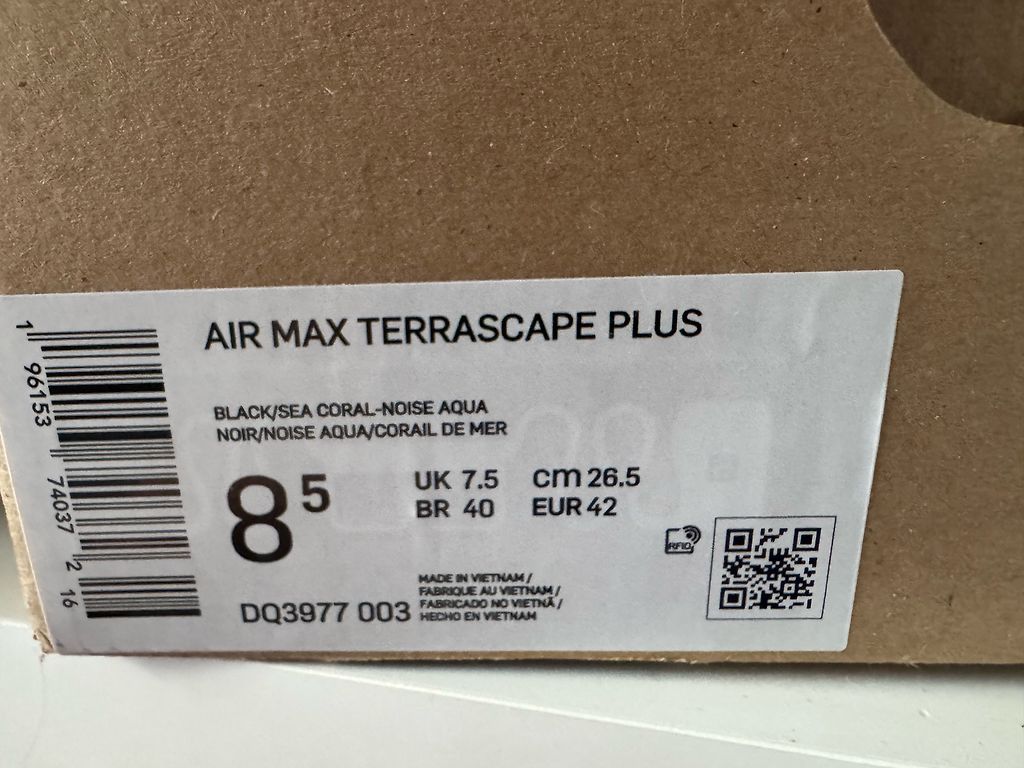 AIR MAX TERRASCAPE PLUS
BLACK/SEA CORAL-NOISE AQUA
NOIR/NOISE AQUA/CORAIL DE MER
8 5
UK 7.5 cm 26.5
BR 40 EUR 42
RFID
MADE IN VIETNAM /
FABRIQUE AU VIETNAM /
FABRICADO NO VIETNÃ /
HECHO EN VIETNAM
DQ3977 003
1 96153 74037 2 16